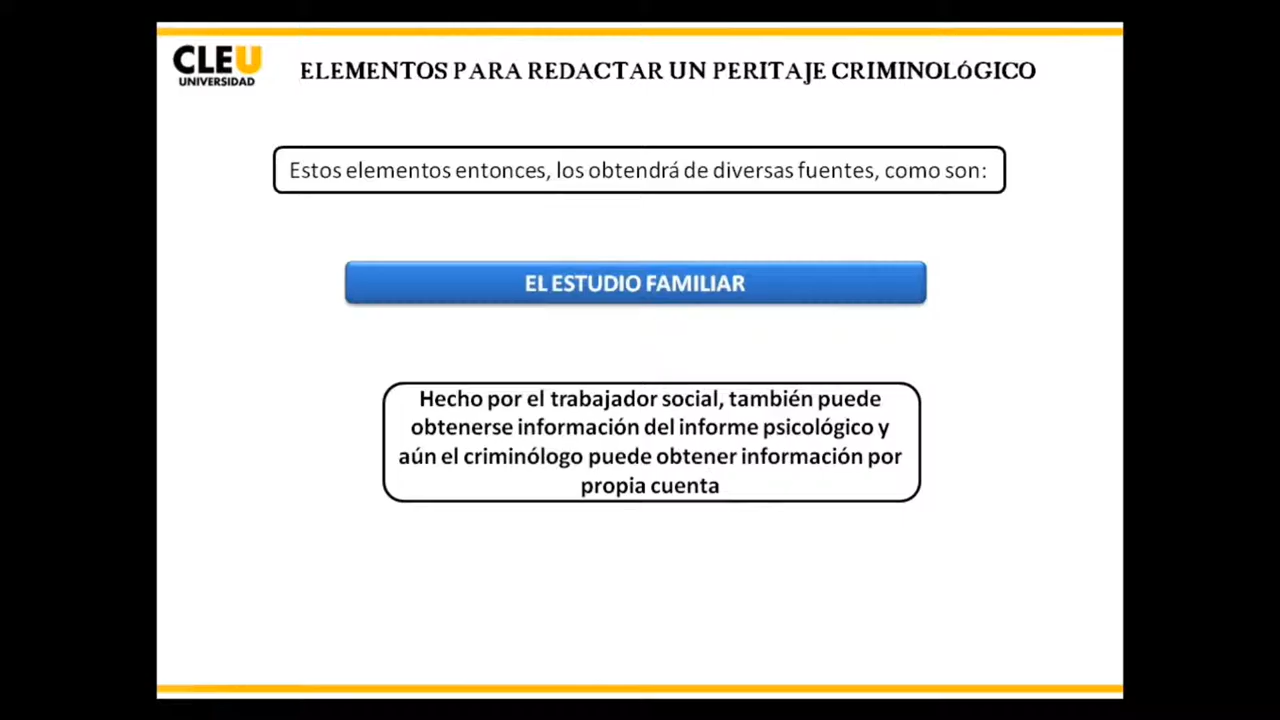 CLEU
UNIVERSIDAD
ELEMENTOS PARA REDACTAR UN PERITAJE CRIMINOLÓGICO
Estos elementos entonces, los obtendrá de diversas fuentes, como son:
EL ESTUDIO FAMILIAR
Hecho por el trabajador social, también puede
obtenerse información del informe psicológico y
aún el criminólogo puede obtener información por
propia cuenta